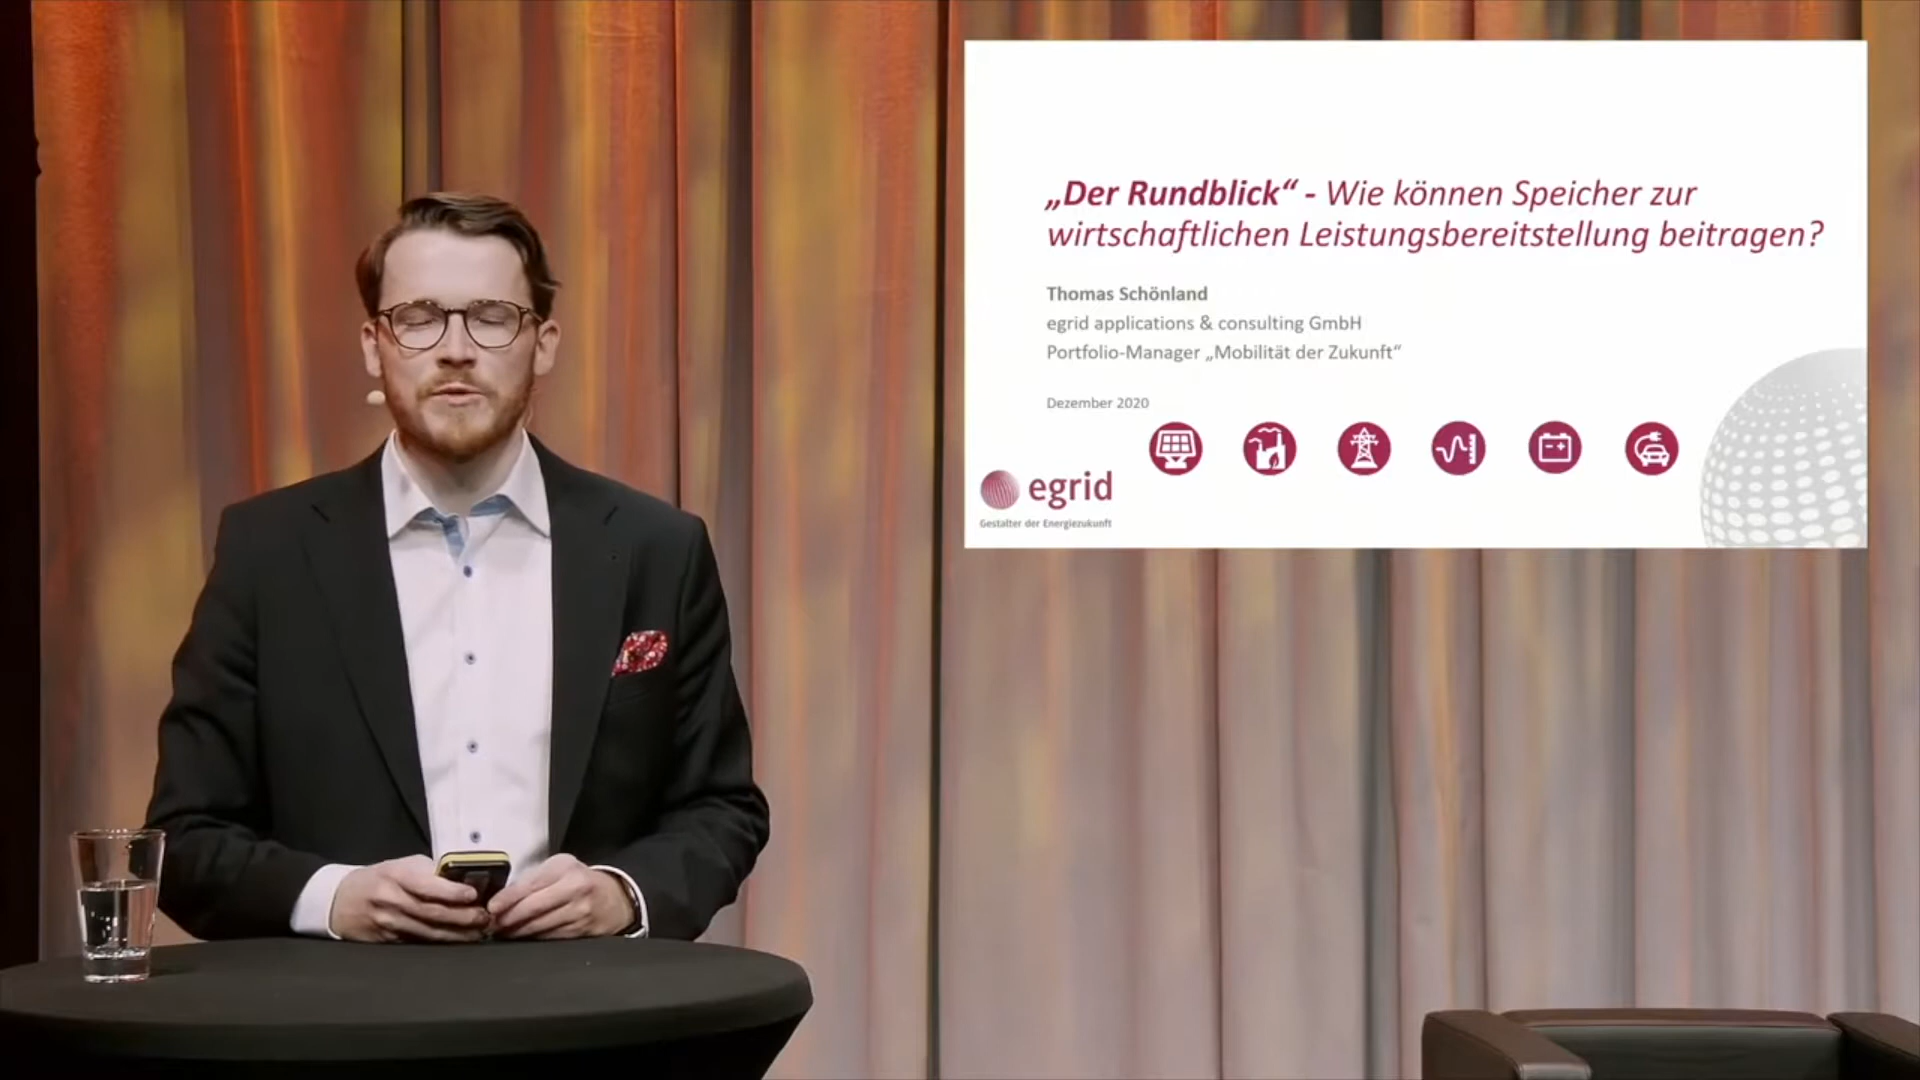 „Der Rundblick“ - Wie können Speicher zur
wirtschaftlichen Leistungsbereitstellung beitragen?
Thomas Schönland
egrid applications & consulting GmbH
Portfolio-Manager „Mobilität der Zukunft“
Dezember 2020
egrid
Gestalter der Energiezukunft